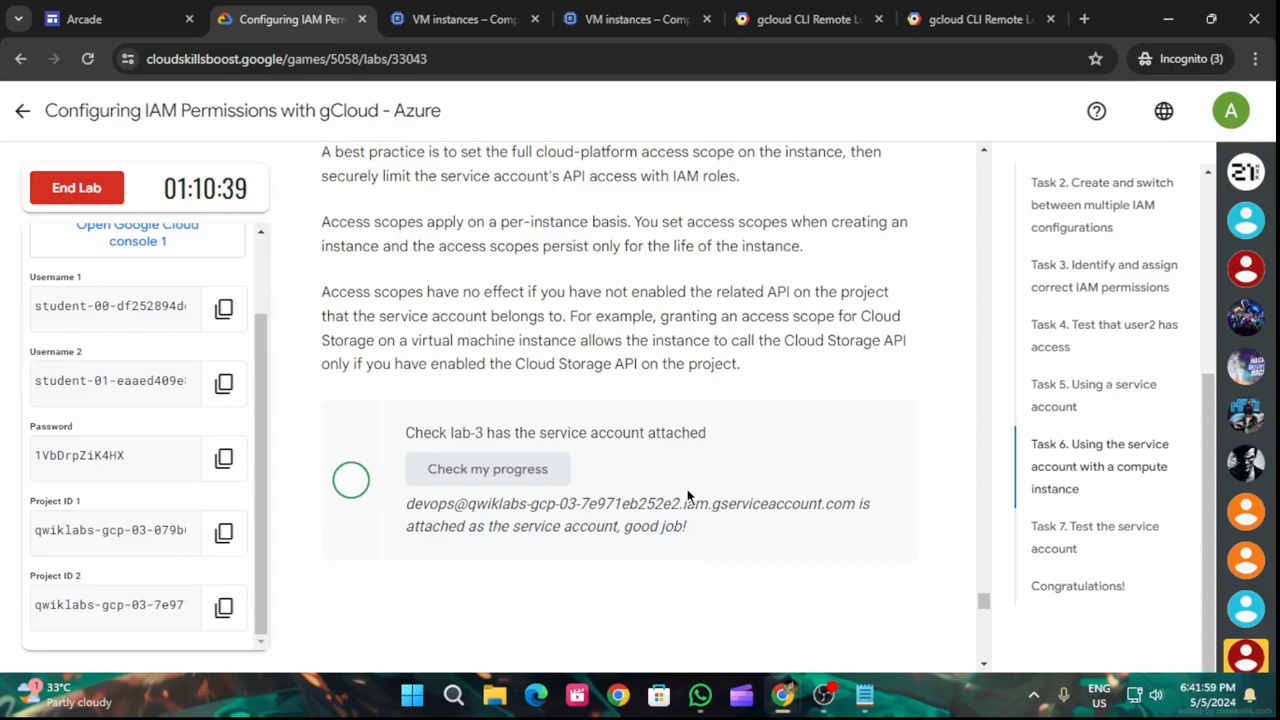 Arcade
Configuring IAM Perm
VM instances – Comp
VM instances – Comp
gcloud CLI Remote L
gcloud CLI Remote L
cloudskillsboost.google/games/5058/labs/33043
Incognito (3)
Configuring IAM Permissions with gCloud - Azure
A
End Lab
01:10:39
Open Google Cloud
console 1
Username 1
student-00-df252894d
Username 2
student-01-eaaed409e
Password
1VbDrpZiK4HX
Project ID 1
qwiklabs-gcp-03-079b
Project ID 2
qwiklabs-gcp-03-7e97
A best practice is to set the full cloud-platform access scope on the instance, then
securely limit the service account's API access with IAM roles.
Access scopes apply on a per-instance basis. You set access scopes when creating an
instance and the access scopes persist only for the life of the instance.
Access scopes have no effect if you have not enabled the related API on the project
that the service account belongs to. For example, granting an access scope for Cloud
Storage on a virtual machine instance allows the instance to call the Cloud Storage API
only if you have enabled the Cloud Storage API on the project.
Check lab-3 has the service account attached
Check my progress
devops@qwiklabs-gcp-03-7e971eb252e2.iam.gserviceaccount.com is
attached as the service account, good job!
Task 2. Create and switch
between multiple IAM
configurations
Task 3. Identify and assign
correct IAM permissions
Task 4. Test that user2 has
access
Task 5. Using a service
account
Task 6. Using the service
account with a compute
instance
Task 7. Test the service
account
Congratulations!
21
1
33°C
Partly cloudy
ENG
US
6:41:59 PM
5/5/2024